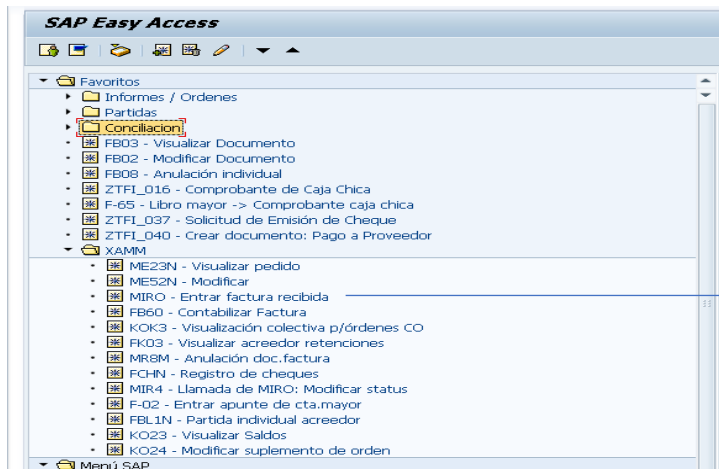 SAP Easy Access
Favoritos
Informes / Ordenes
Partidas
Conciliacion
FB03 - Visualizar Documento
FB02 - Modificar Documento
FB08 - Anulación individual
ZTFI_016 - Comprobante de Caja Chica
F-65 - Libro mayor -> Comprobante caja chica
ZTFI_037 - Solicitud de Emisión de Cheque
ZTFI_040 - Crear documento: Pago a Proveedor
XAMM
ME23N - Visualizar pedido
ME52N - Modificar
MIRO - Entrar factura recibida
FB60 - Contabilizar Factura
KOK3 - Visualización colectiva p/órdenes CO
FK03 - Visualizar acreedor retenciones
MR8M - Anulación doc.factura
FCHN - Registro de cheques
MIR4 - Llamada de MIRO: Modificar status
F-02 - Entrar apunte de cta.mayor
FBL1N - Partida individual acreedor
KO23 - Visualizar Saldos
KO24 - Modificar suplemento de orden
Menú SAP